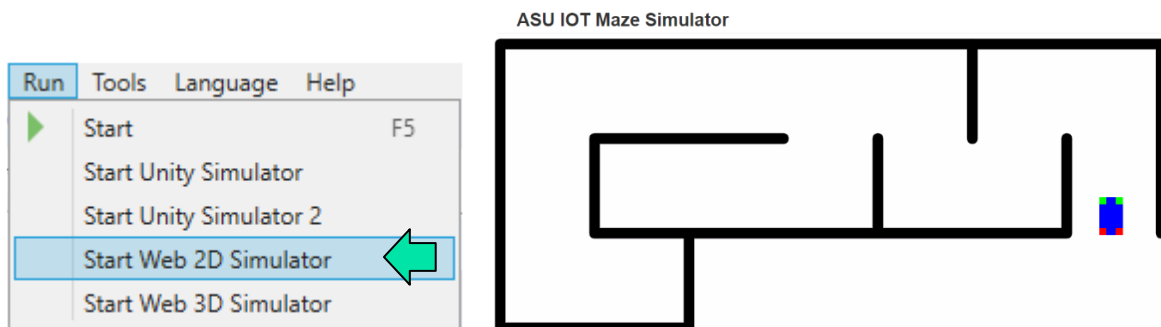 ASU IOT Maze Simulator
Run Tools Language Help
Start F5
Start Unity Simulator
Start Unity Simulator 2
Start Web 2D Simulator
Start Web 3D Simulator